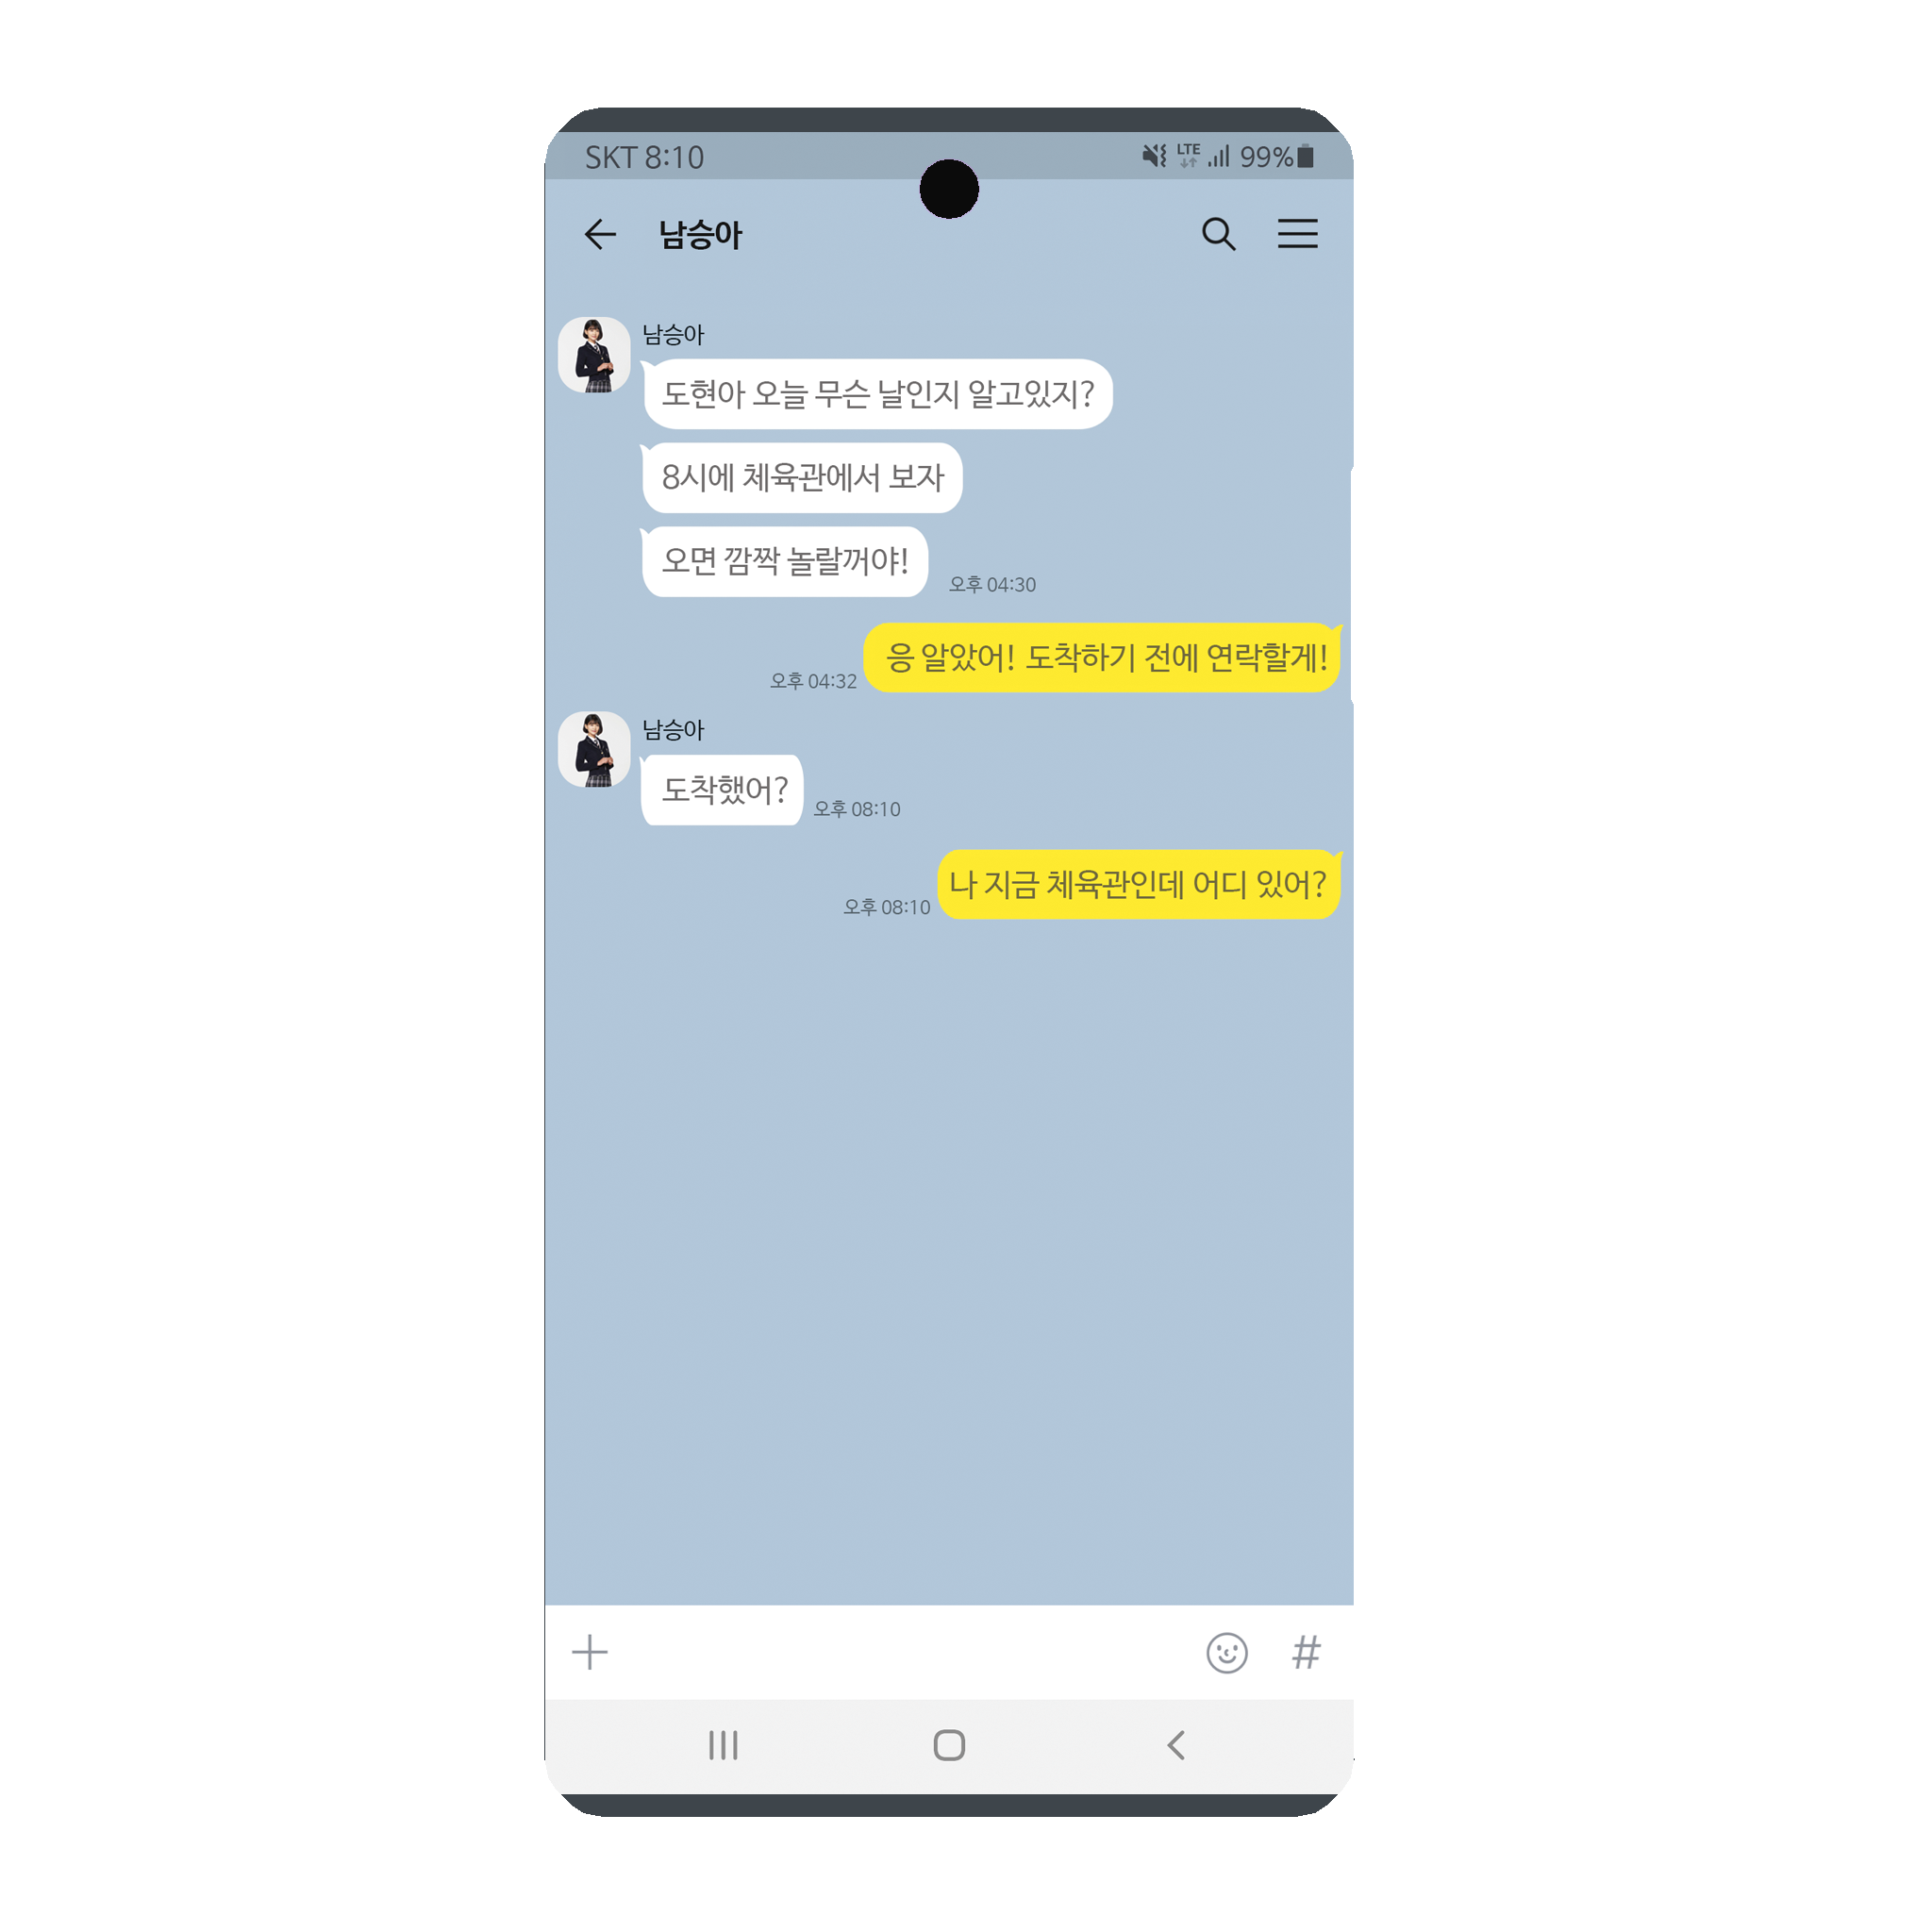 SKT 8:10 LTE 99%
남승아
남승아
도현아 오늘 무슨 날인지 알고있지?
8시에 체육관에서 보자
오면 깜짝 놀랄꺼야!
오후 04:30
응 알았어! 도착하기 전에 연락할게!
오후 04:32
남승아
도착했어?
오후 08:10
나 지금 체육관인데 어디 있어?
오후 08:10
#